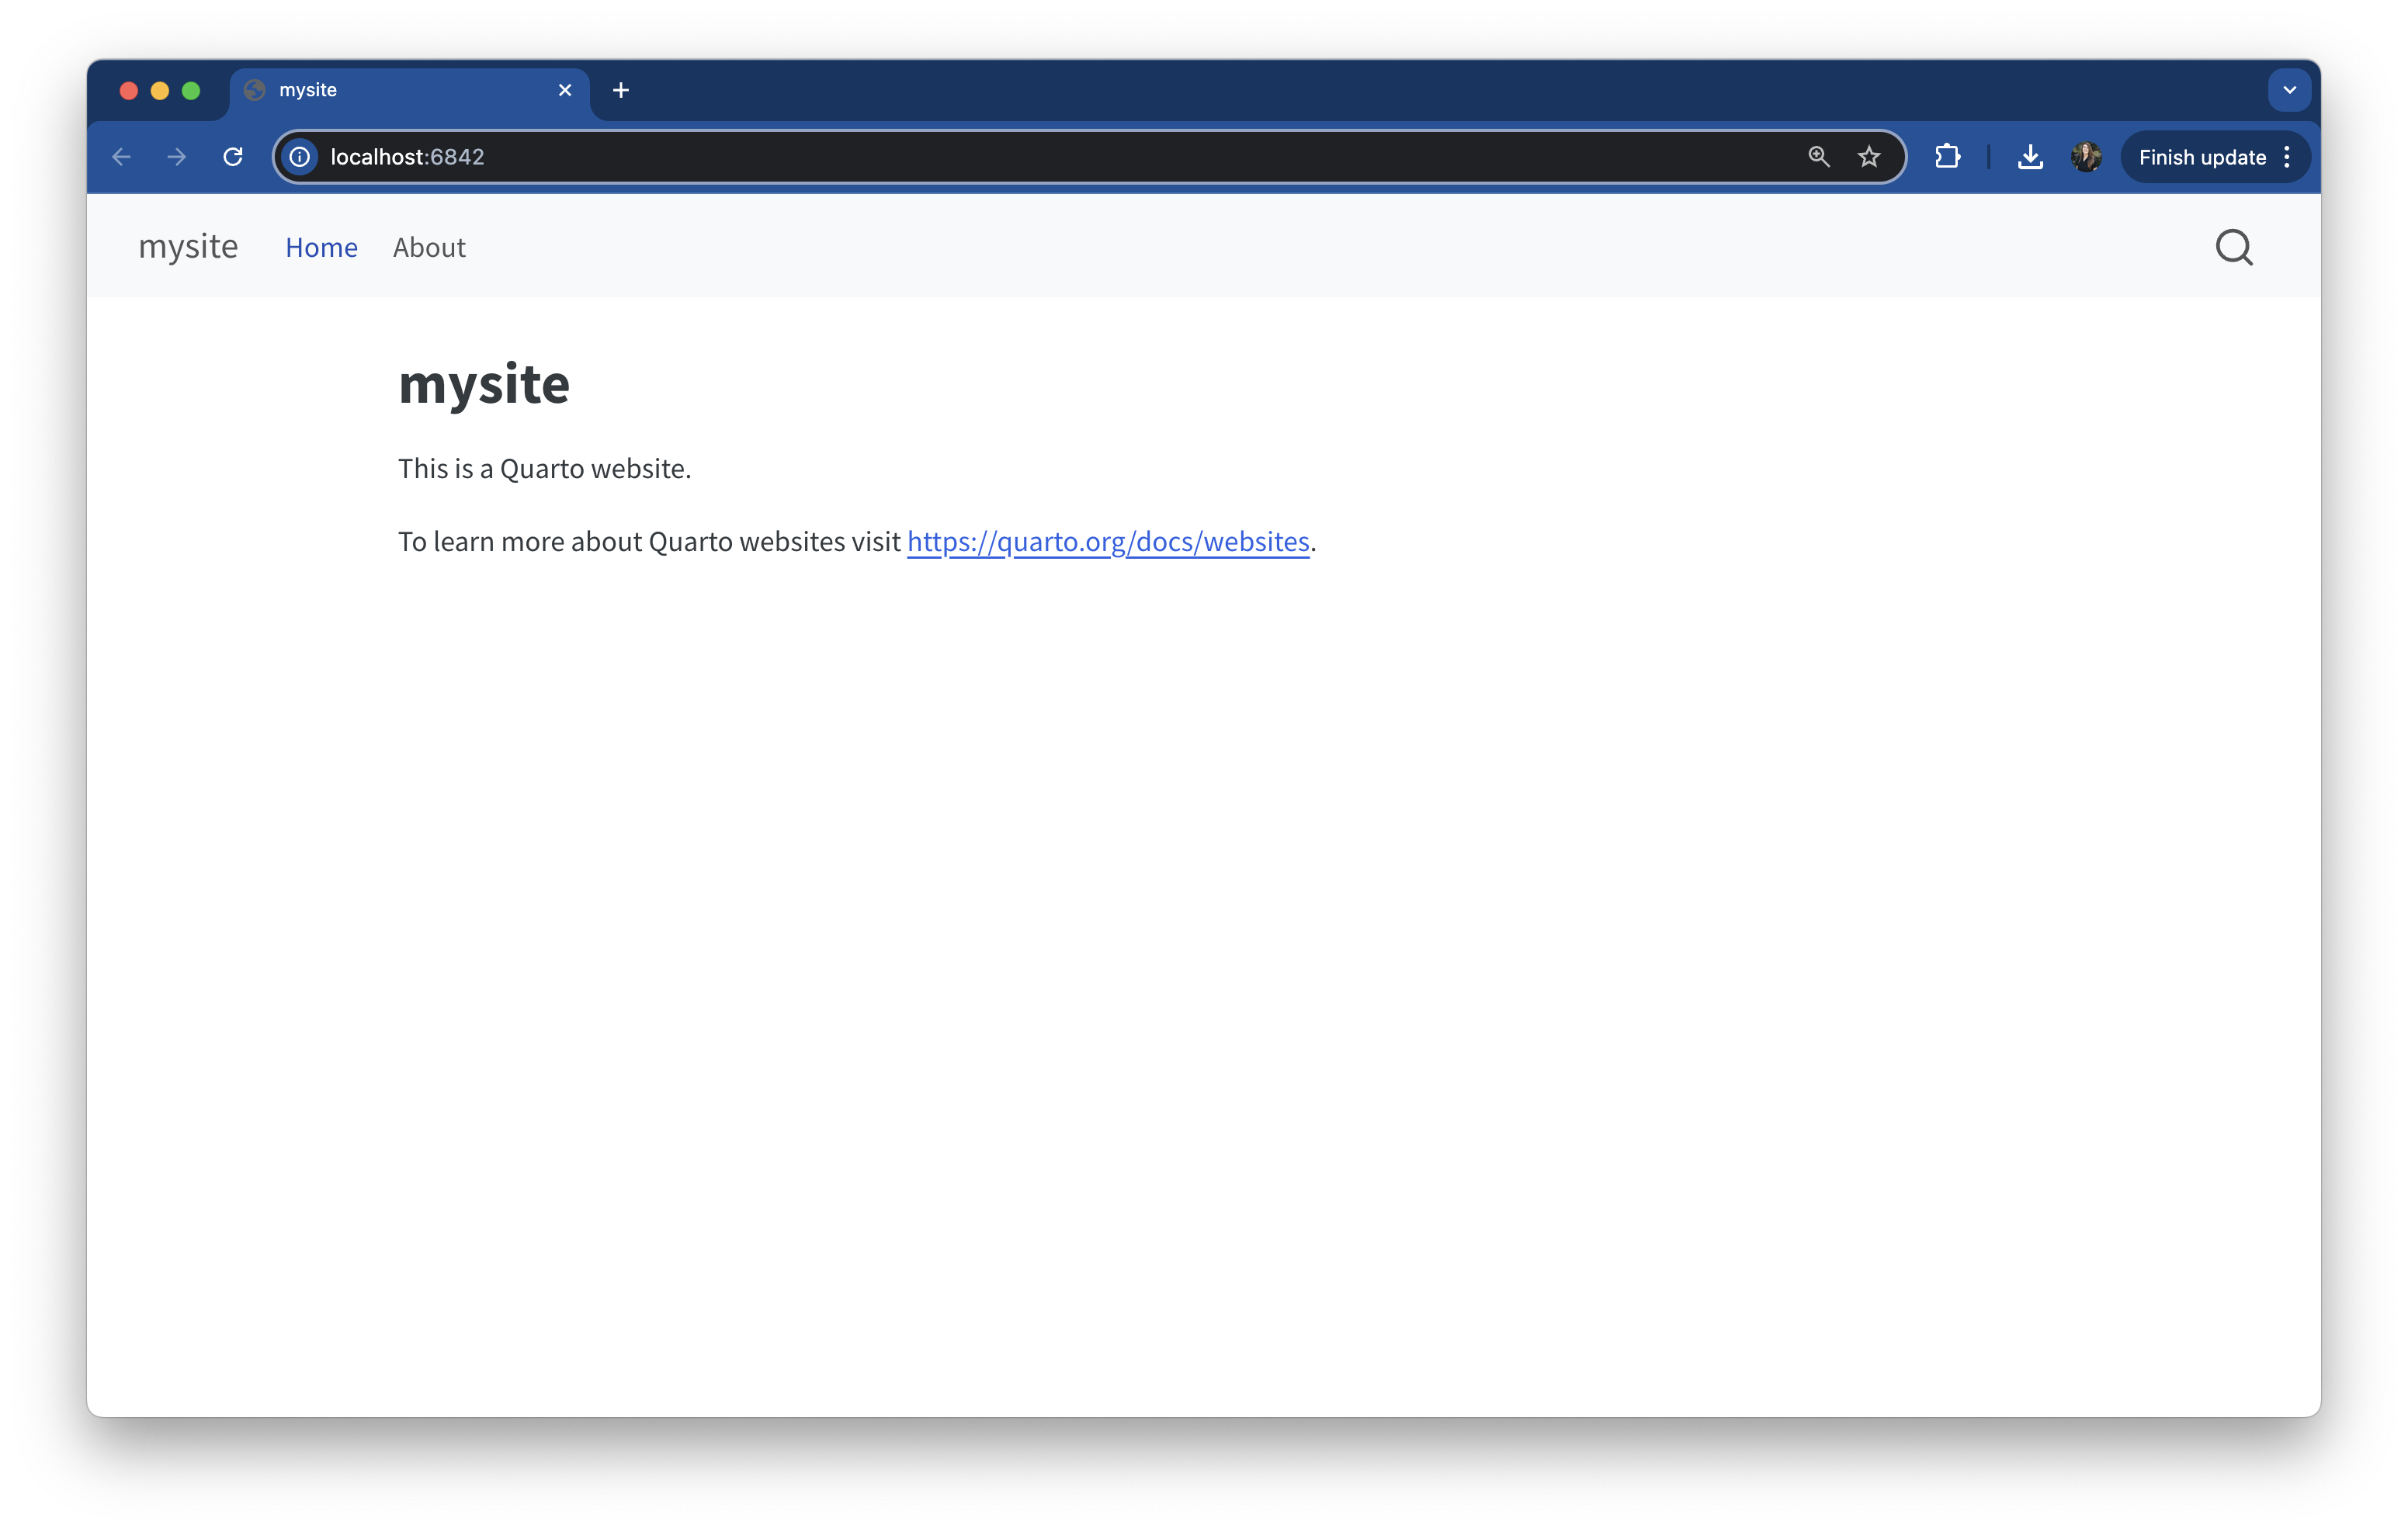 mysite
localhost:6842
Finish update
mysite Home About
mysite
This is a Quarto website.
To learn more about Quarto websites visit https://quarto.org/docs/websites.